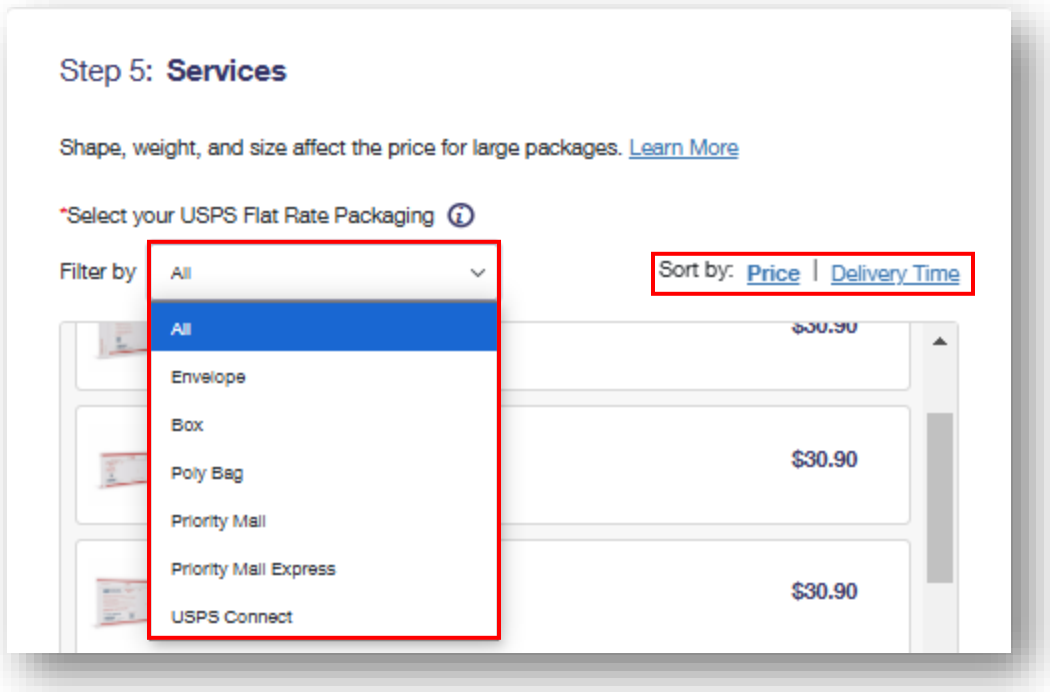 Step 5: Services
Shape, weight, and size affect the price for large packages. Learn More
*Select your USPS Flat Rate Packaging i
Filter by All Sort by: Price | Delivery Time
All $30.90
Envelope
Box $30.90
Poly Bag
Priority Mail
Priority Mail Express $30.90
USPS Connect